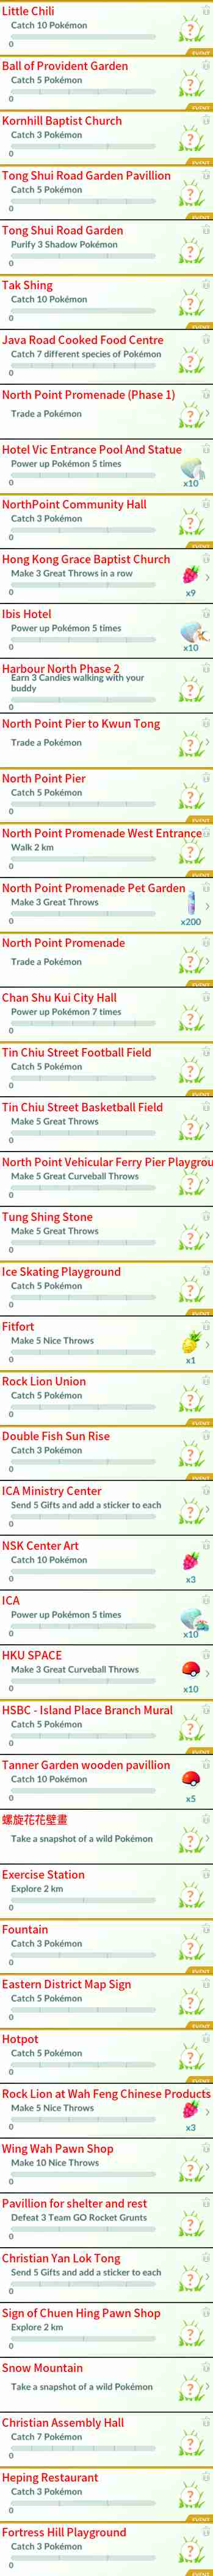 Little Chili
Catch 10 Pokémon
0
EVENT
Ball of Provident Garden
Catch 5 Pokémon
0
EVENT
Kornhill Baptist Church
Catch 3 Pokémon
0
EVENT
Tong Shui Road Garden Pavillion
Catch 5 Pokémon
0
EVENT
Tong Shui Road Garden
Purify 3 Shadow Pokémon
0
Tak Shing
Catch 10 Pokémon
0
EVENT
Java Road Cooked Food Centre
Catch 7 different species of Pokémon
0
North Point Promenade (Phase 1)
Trade a Pokémon
Hotel Vic Entrance Pool And Statue
Power up Pokémon 5 times
0
x10
NorthPoint Community Hall
Catch 3 Pokémon
0
EVENT
Hong Kong Grace Baptist Church
Make 3 Great Throws in a row
0
x9
Ibis Hotel
Power up Pokémon 5 times
0
x10
Harbour North Phase 2
Earn 3 Candies walking with your
buddy
0
North Point Pier to Kwun Tong
Trade a Pokémon
North Point Pier
Catch 5 Pokémon
0
EVENT
North Point Promenade West Entrance
Walk 2 km
0
EVENT
North Point Promenade Pet Garden
Make 3 Great Throws
0
x200
North Point Promenade
Trade a Pokémon
Chan Shu Kui City Hall
Power up Pokémon 7 times
0
Tin Chiu Street Football Field
Catch 5 Pokémon
0
EVENT
Tin Chiu Street Basketball Field
Make 5 Great Throws
0
North Point Vehicular Ferry Pier Playgrou
Make 5 Great Curveball Throws
0
Tung Shing Stone
Make 5 Great Throws
0
Ice Skating Playground
Catch 5 Pokémon
0
EVENT
Fitfort
Make 5 Nice Throws
0
x1
Rock Lion Union
Catch 5 Pokémon
0
EVENT
Double Fish Sun Rise
Catch 3 Pokémon
0
EVENT
ICA Ministry Center
Send 5 Gifts and add a sticker to each
0
NSK Center Art
Catch 10 Pokémon
0
x3
ICA
Power up Pokémon 5 times
0
x10
HKU SPACE
Make 3 Great Curveball Throws
0
x10
HSBC - Island Place Branch Mural
Catch 5 Pokémon
0
EVENT
Tanner Garden wooden pavillion
Catch 10 Pokémon
0
x5
螺旋花花壁畫
Take a snapshot of a wild Pokémon
Exercise Station
Explore 2 km
0
Fountain
Catch 3 Pokémon
0
EVENT
Eastern District Map Sign
Catch 5 Pokémon
0
EVENT
Hotpot
Catch 5 Pokémon
0
EVENT
Rock Lion at Wah Feng Chinese Products
Make 5 Nice Throws
0
x3
Wing Wah Pawn Shop
Make 10 Nice Throws
0
Pavillion for shelter and rest
Defeat 3 Team GO Rocket Grunts
0
Christian Yan Lok Tong
Send 5 Gifts and add a sticker to each
0
Sign of Chuen Hing Pawn Shop
Explore 2 km
0
Snow Mountain
Take a snapshot of a wild Pokémon
Christian Assembly Hall
Catch 7 Pokémon
0
Heping Restaurant
Catch 3 Pokémon
0
EVENT
Fortress Hill Playground
Catch 3 Pokémon
0
EVENT